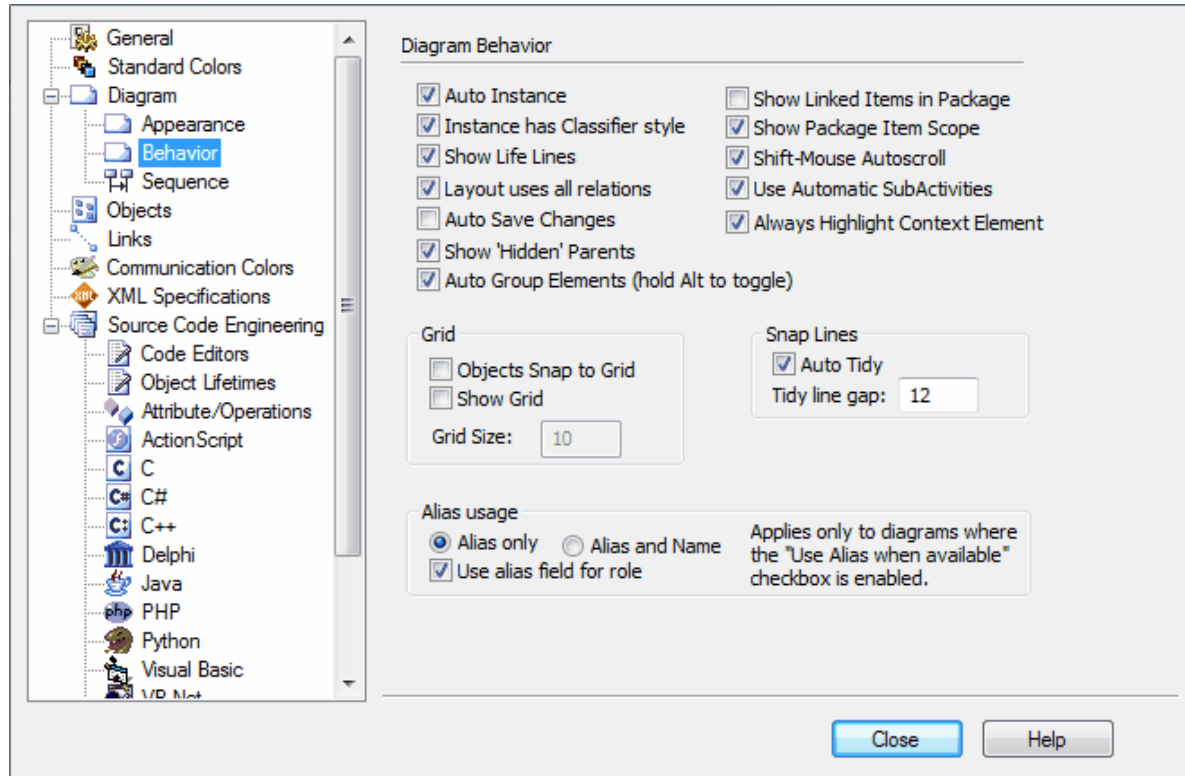 General
Standard Colors
Diagram
Appearance
Behavior
Sequence
Objects
Links
Communication Colors
XML Specifications
Source Code Engineering
Code Editors
Object Lifetimes
Attribute/Operations
ActionScript
C
C#
C++
Delphi
Java
PHP
Python
Visual Basic
VB Net
Diagram Behavior
Auto Instance
Instance has Classifier style
Show Life Lines
Layout uses all relations
Auto Save Changes
Show 'Hidden' Parents
Auto Group Elements (hold Alt to toggle)
Show Linked Items in Package
Show Package Item Scope
Shift-Mouse Autoscroll
Use Automatic SubActivities
Always Highlight Context Element
Grid
Objects Snap to Grid
Show Grid
Grid Size: 10
Snap Lines
Auto Tidy
Tidy line gap: 12
Alias usage
Alias only Alias and Name
Use alias field for role
Applies only to diagrams where
the "Use Alias when available"
checkbox is enabled.
Close Help